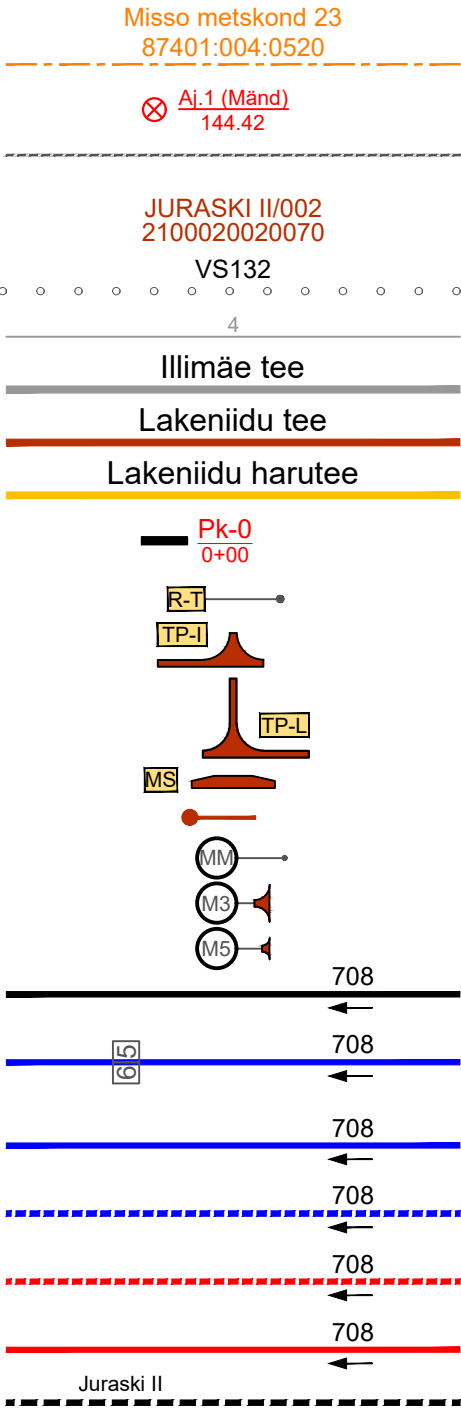 Misso metskond 23
87401:004:0520
Aj.1 (Mänd)
144.42
JURASKI II/002
2100020020070
VS132
4
Illimäe tee
Lakeniidu tee
Lakeniidu harutee
Pk-0
0+00
R-T
TP-I
TP-L
MS
MM
M3
M5
708
708
65
708
708
708
708
Juraski II